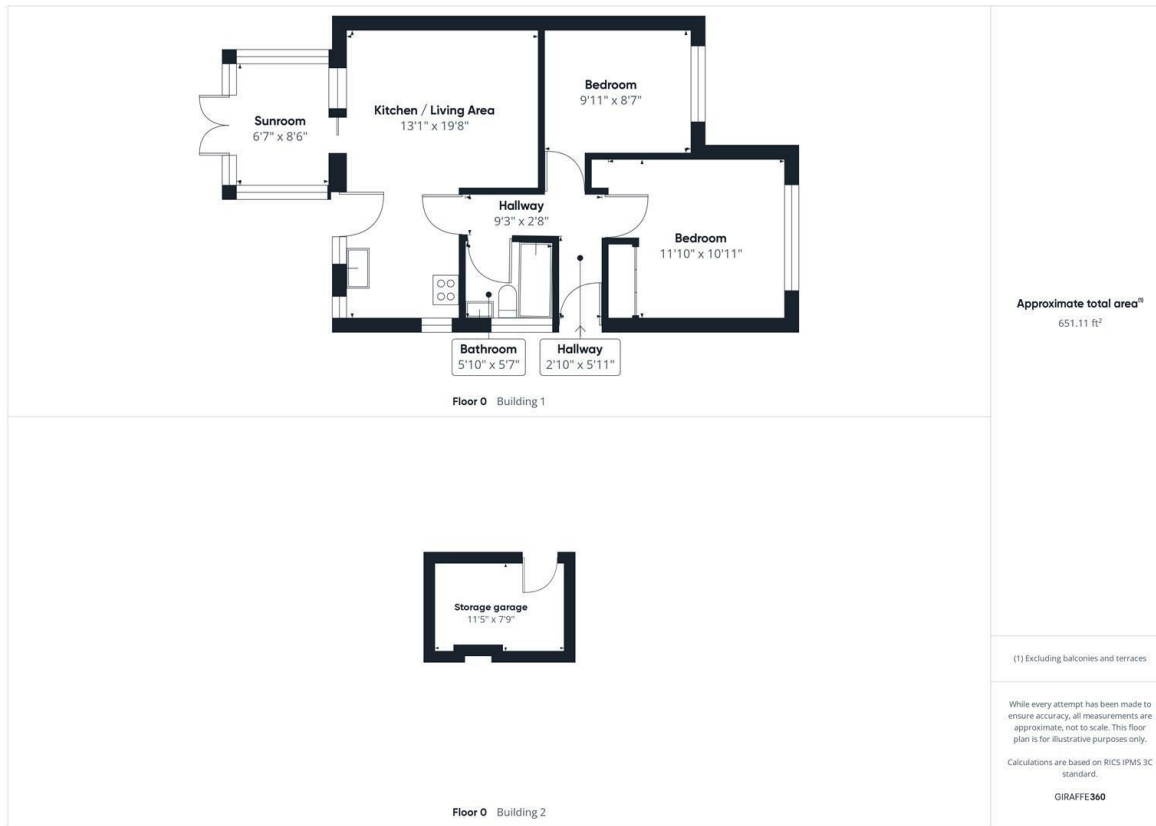 Bedroom
9'11" x 8'7"
Kitchen / Living Area
13'1" x 19'8"
Sunroom
6'7" x 8'6"
Hallway
9'3" x 2'8"
Bedroom
11'10" x 10'11"
Bathroom
5'10" x 5'7"
Hallway
2'10" x 5'11"
Floor 0 Building 1
Storage garage
11'5" x 7'9"
Floor 0 Building 2
Approximate total area(1)
651.11 ft²
(1) Excluding balconies and terraces
While every attempt has been made to
ensure accuracy, all measurements are
approximate, not to scale. This floor
plan is for illustrative purposes only.
Calculations are based on RICS IPMS 3C
standard.
GIRAFFE360